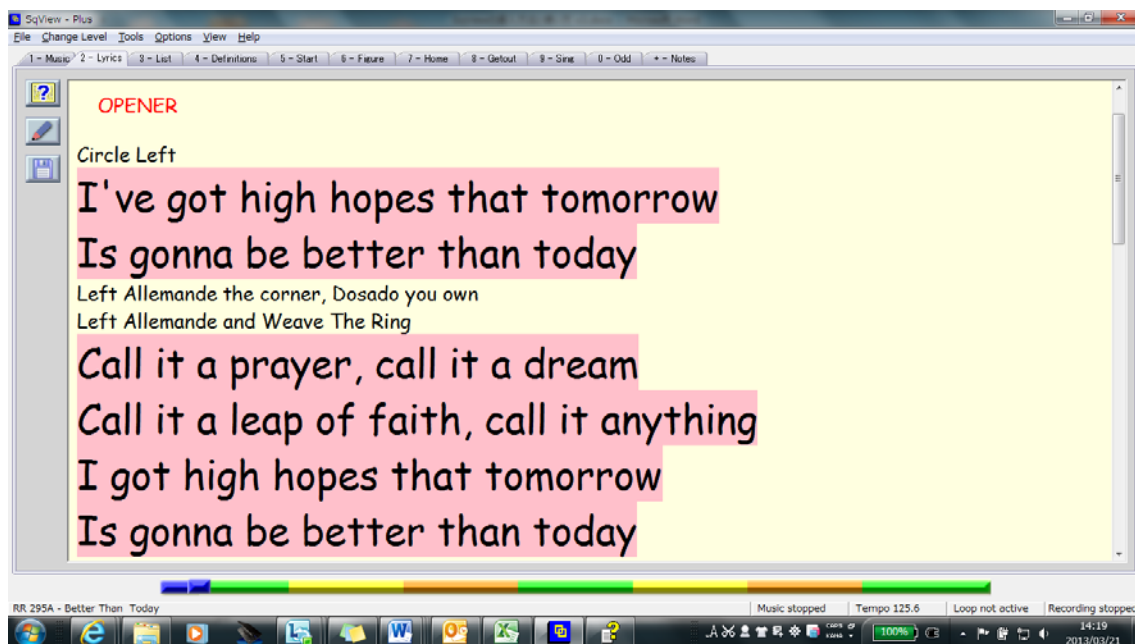 SqView - Plus
File Change Level Tools Options View Help
1 - Music 2 - Lyrics 3 - List 4 - Definitions 5 - Start 6 - Figure 7 - Home 8 - Getout 9 - Sing 0 - Odd + - Notes
OPENER
Circle Left
I've got high hopes that tomorrow
Is gonna be better than today
Left Allemande the corner, Dosado you own
Left Allemande and Weave The Ring
Call it a prayer, call it a dream
Call it a leap of faith, call it anything
I got high hopes that tomorrow
Is gonna be better than today
RR 295A - Better Than Today Music stopped Tempo 125.6 Loop not active Recording stopped
A CAPS KANA 100% 14:19
2013/03/21